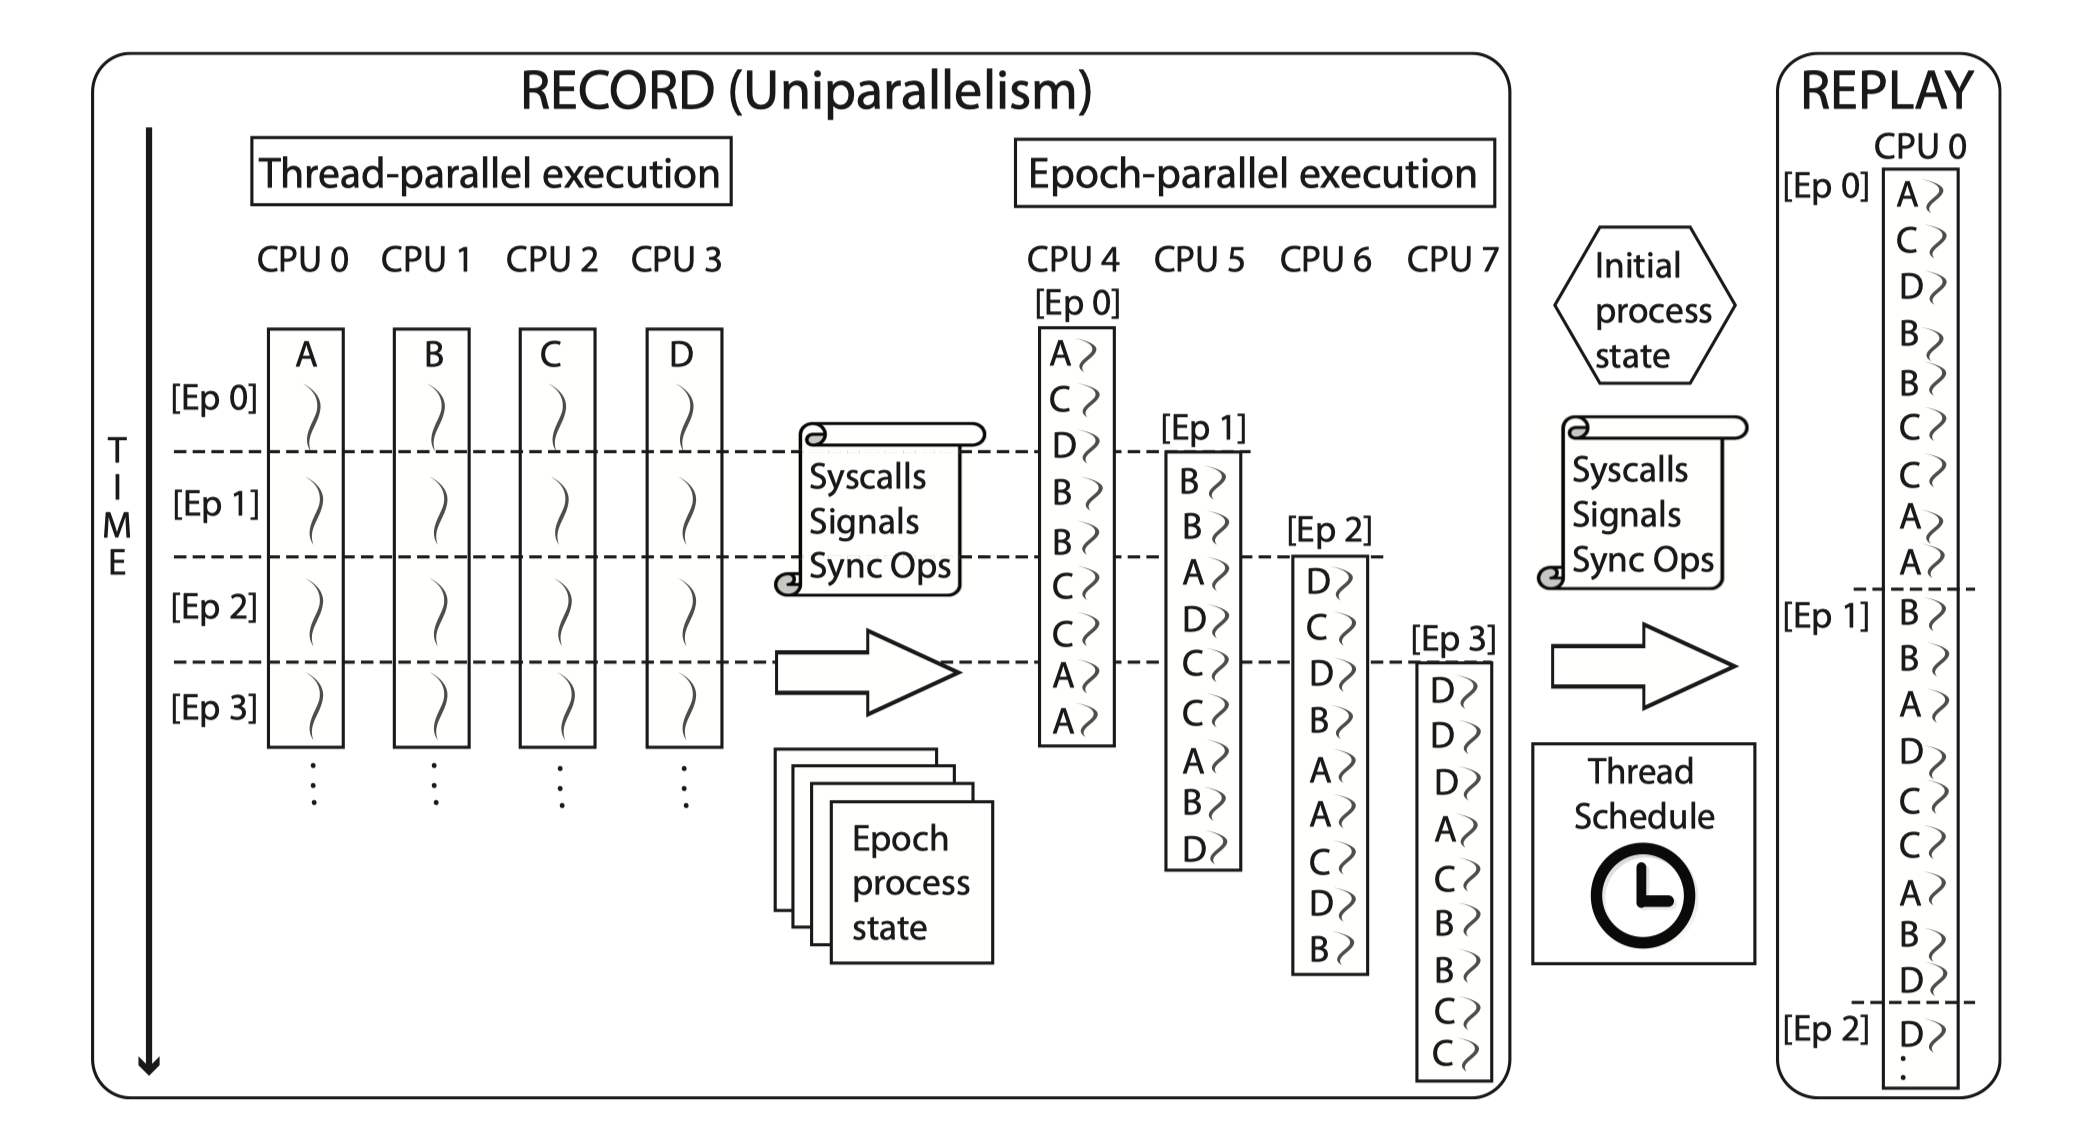 RECORD (Uniparallelism)
Thread-parallel execution
CPU 0 CPU 1 CPU 2 CPU 3
A B C D
[Ep 0]
[Ep 1]
[Ep 2]
[Ep 3]
TIME
Syscalls
Signals
Sync Ops
Epoch
process
state
Epoch-parallel execution
CPU 4 CPU 5 CPU 6 CPU 7
[Ep 0]
A
C
D
B
B
C
C
A
A
[Ep 1]
B
B
A
D
C
C
A
B
D
[Ep 2]
D
C
D
B
A
A
C
D
B
[Ep 3]
D
D
D
A
C
B
B
C
C
Initial
process
state
Syscalls
Signals
Sync Ops
Thread
Schedule
REPLAY
CPU 0
[Ep 0]
A
C
D
B
B
C
C
A
A
[Ep 1]
B
B
A
D
C
C
A
B
D
[Ep 2]
D